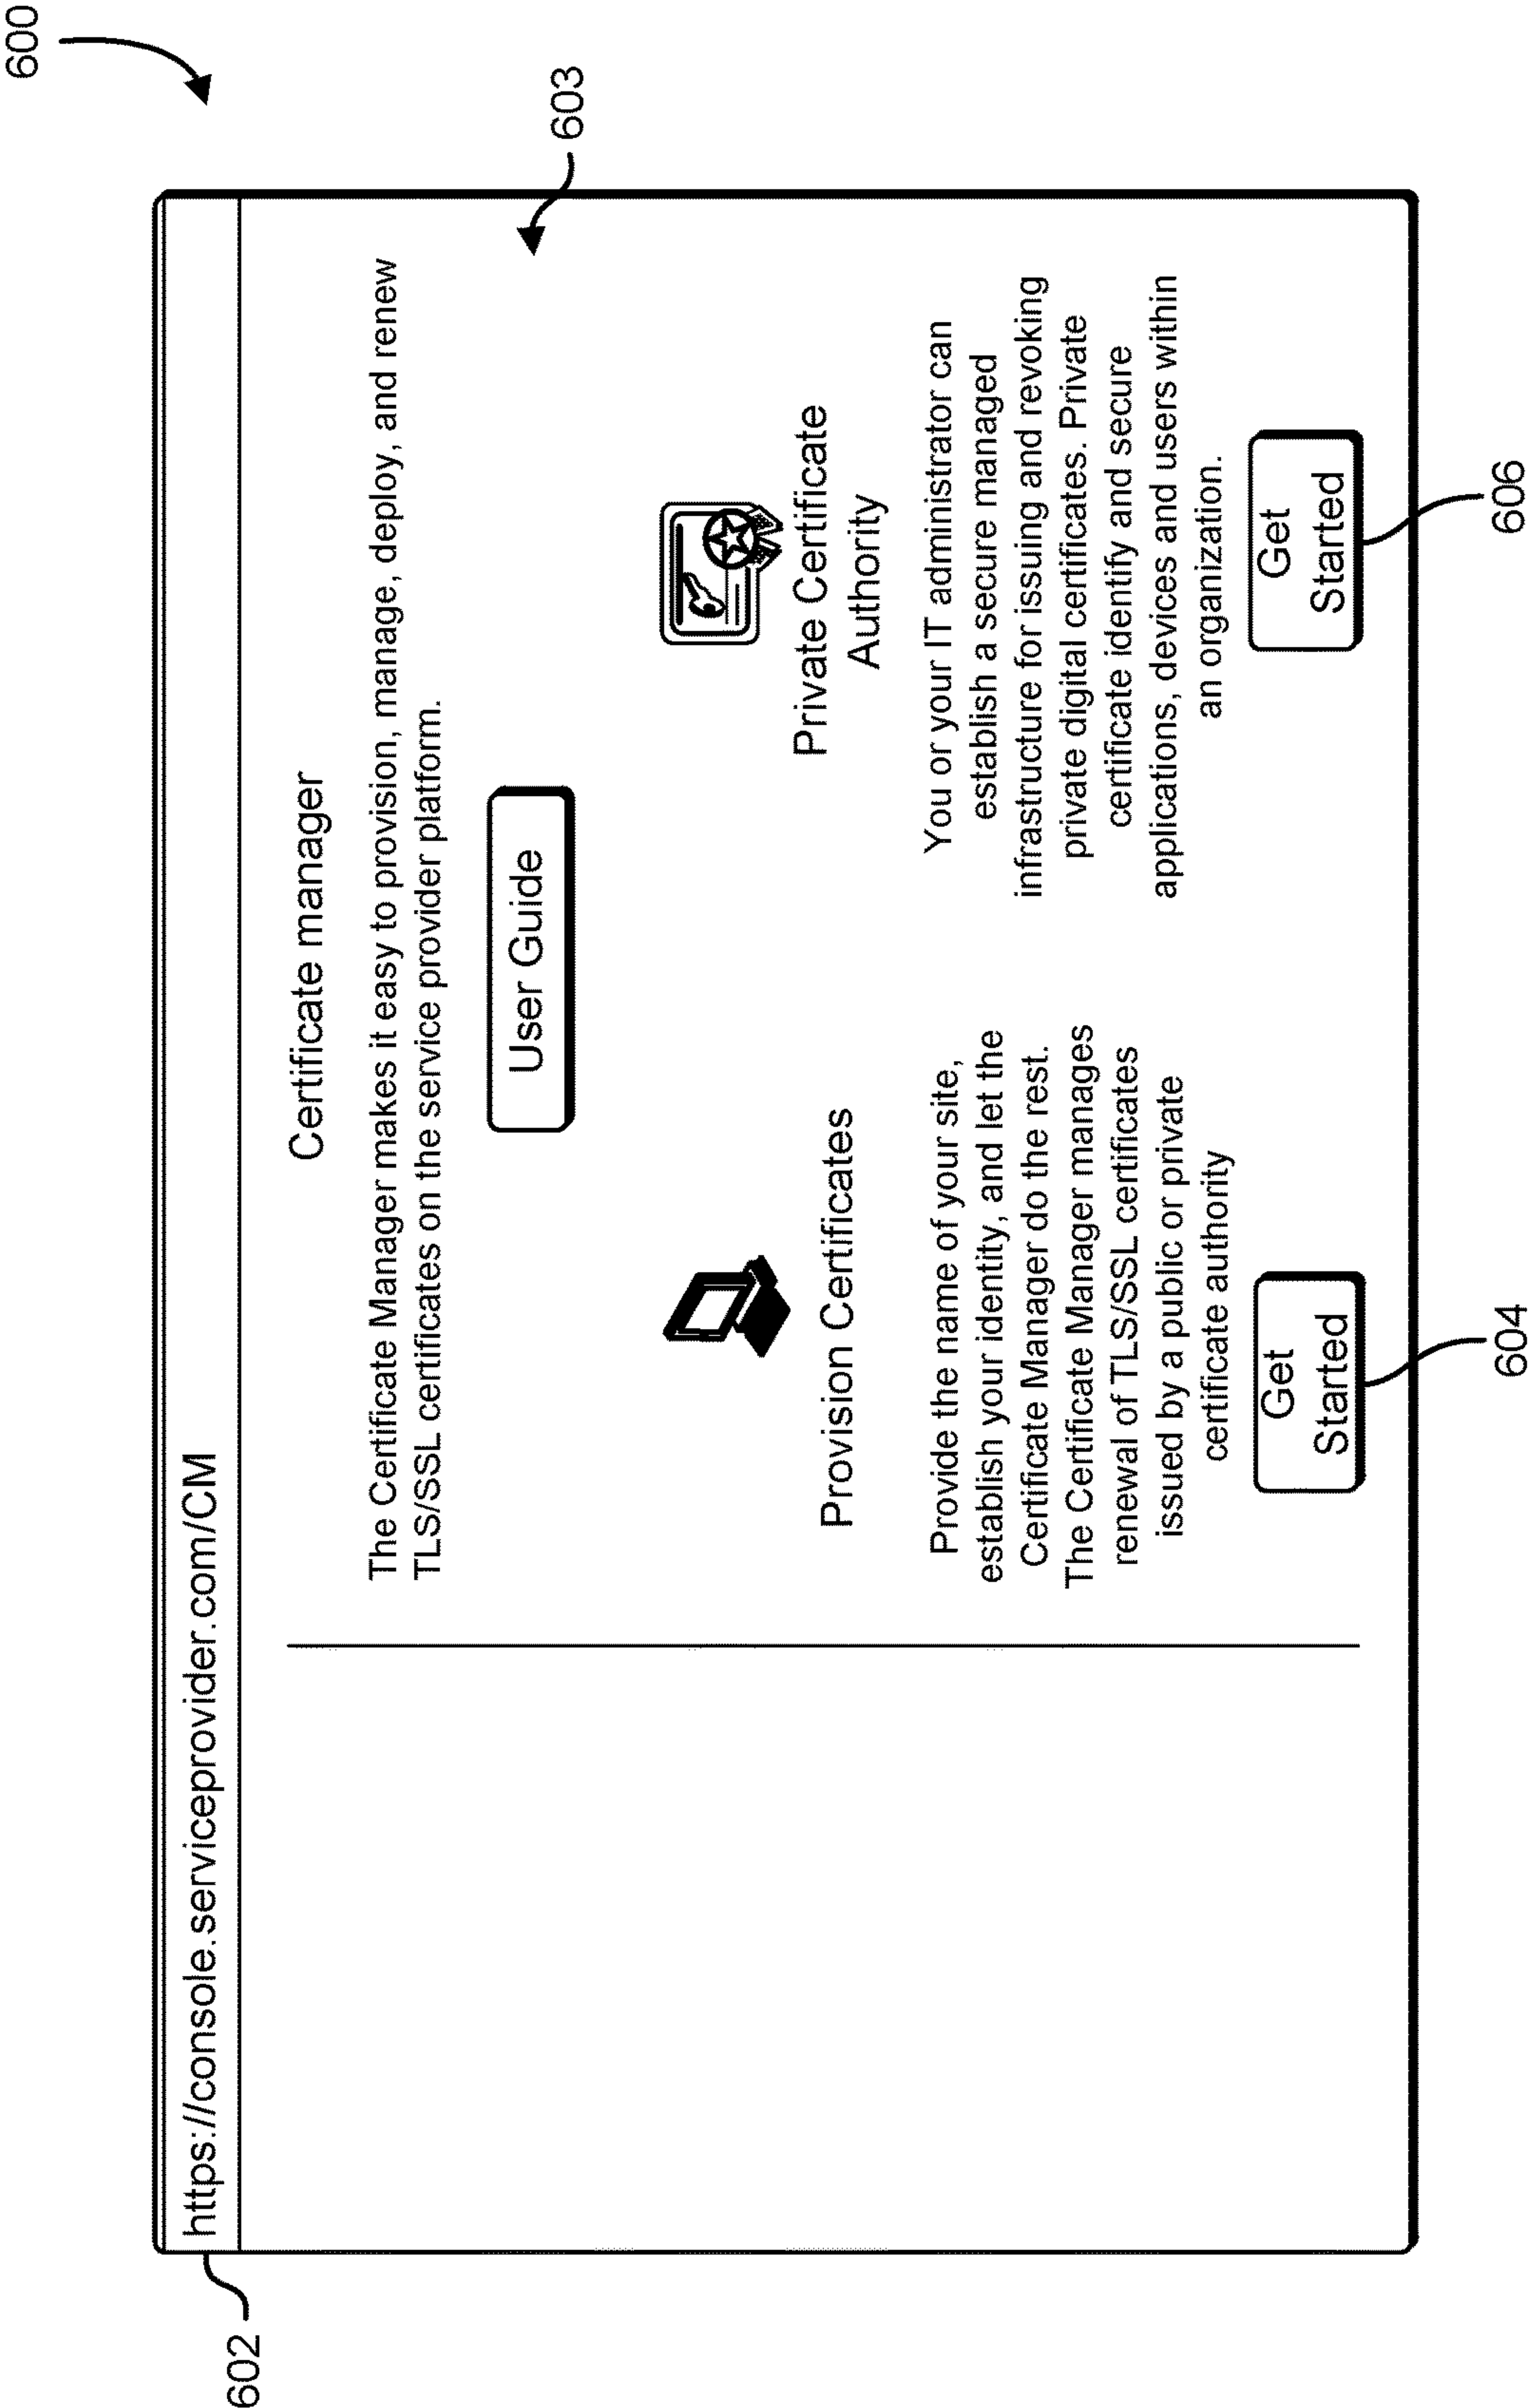 600
602
https://console.serviceprovider.com/CM
Certificate manager
The Certificate Manager makes it easy to provision, manage, deploy, and renew
TLS/SSL certificates on the service provider platform.
603
User Guide
Provision Certificates
Provide the name of your site,
establish your identity, and let the
Certificate Manager do the rest.
The Certificate Manager manages
renewal of TLS/SSL certificates
issued by a public or private
certificate authority
Get
Started
604
Private Certificate
Authority
You or your IT administrator can
establish a secure managed
infrastructure for issuing and revoking
private digital certificates. Private
certificate identify and secure
applications, devices and users within
an organization.
Get
Started
606